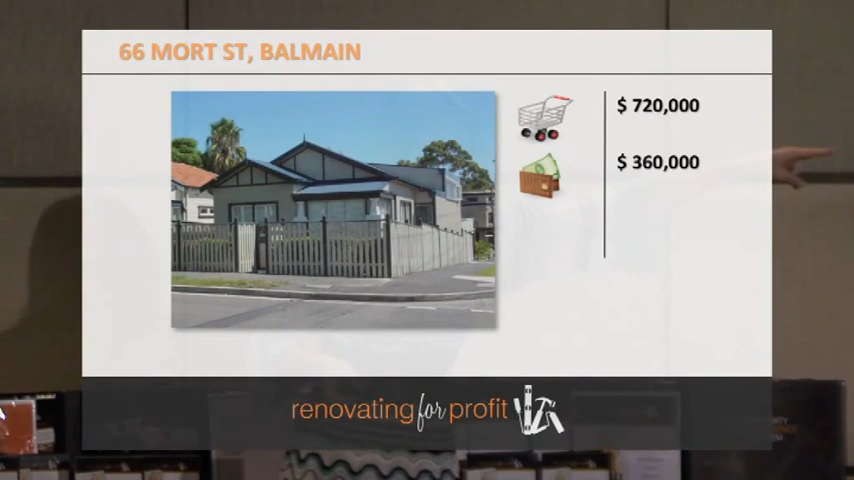 66 MORT ST, BALMAIN
$ 720,000
$ 360,000
renovating for profit